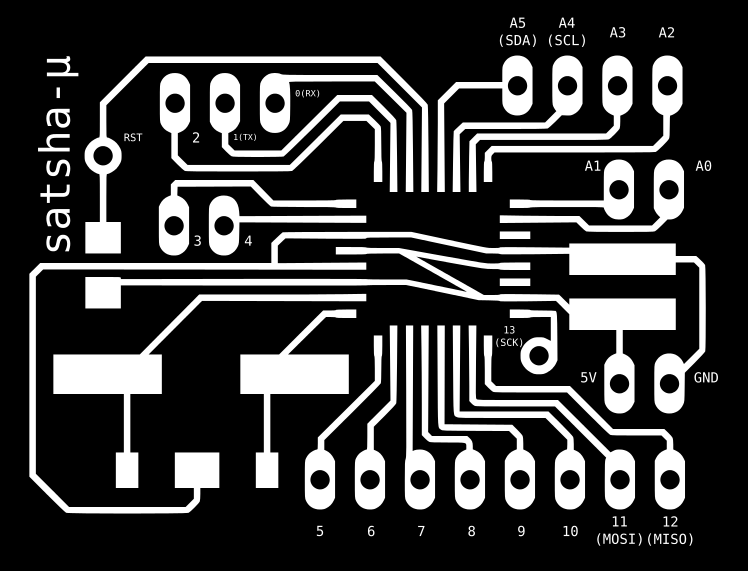 A5 A4 A3 A2
(SDA) (SCL)
satsha-µ
0(RX)
RST 2 1(TX)
A1 A0
3 4
13
(SCK)
5V GND
5 6 7 8 9 10 11 12
(MOSI) (MISO)